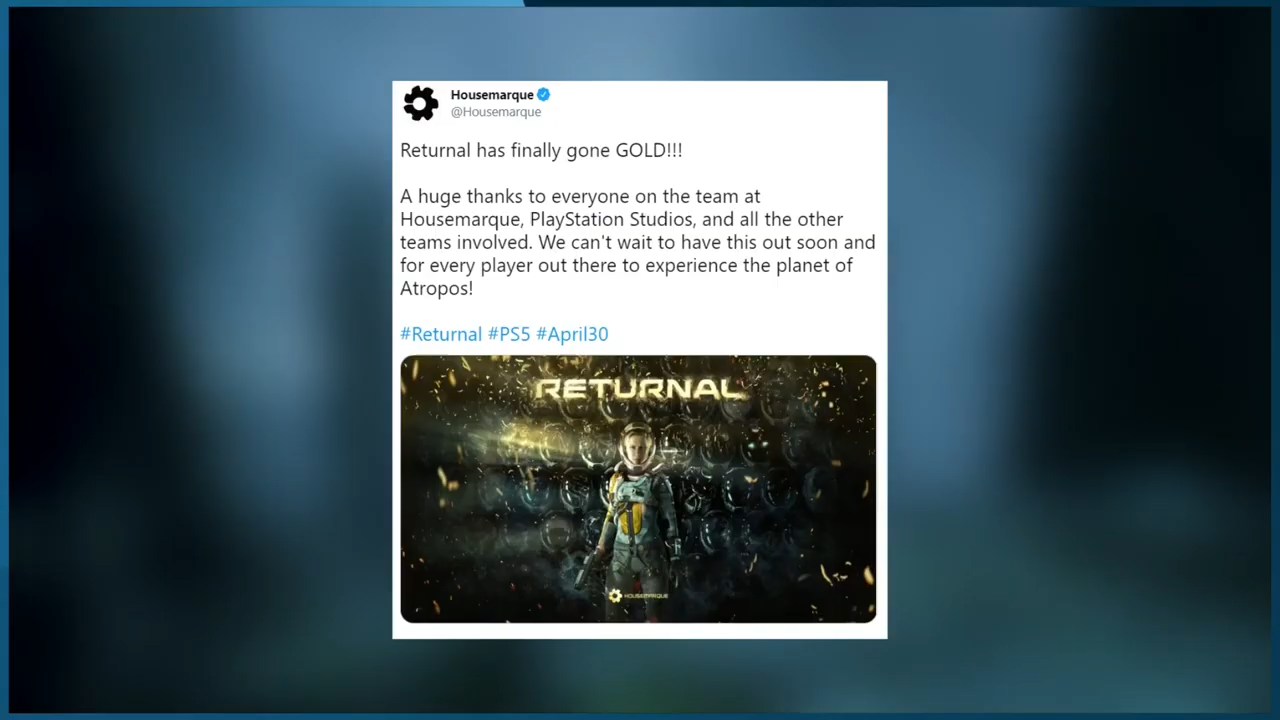 Housemarque
@Housemarque
Returnal has finally gone GOLD!!!
A huge thanks to everyone on the team at
Housemarque, PlayStation Studios, and all the other
teams involved. We can't wait to have this out soon and
for every player out there to experience the planet of
Atropos!
#Returnal #PS5 #April30
RETURNAL
HOUSEMARQUE